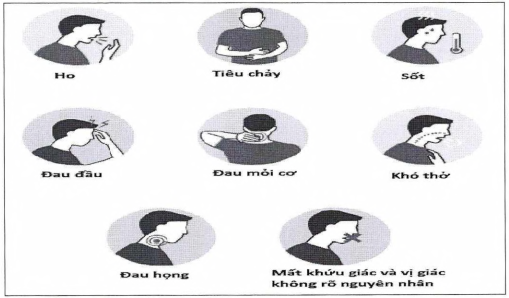 Ho
Tiêu chảy
Sốt
Đau đầu
Đau mỏi cơ
Khó thở
Đau họng
Mất khứu giác và vị giác
không rõ nguyên nhân